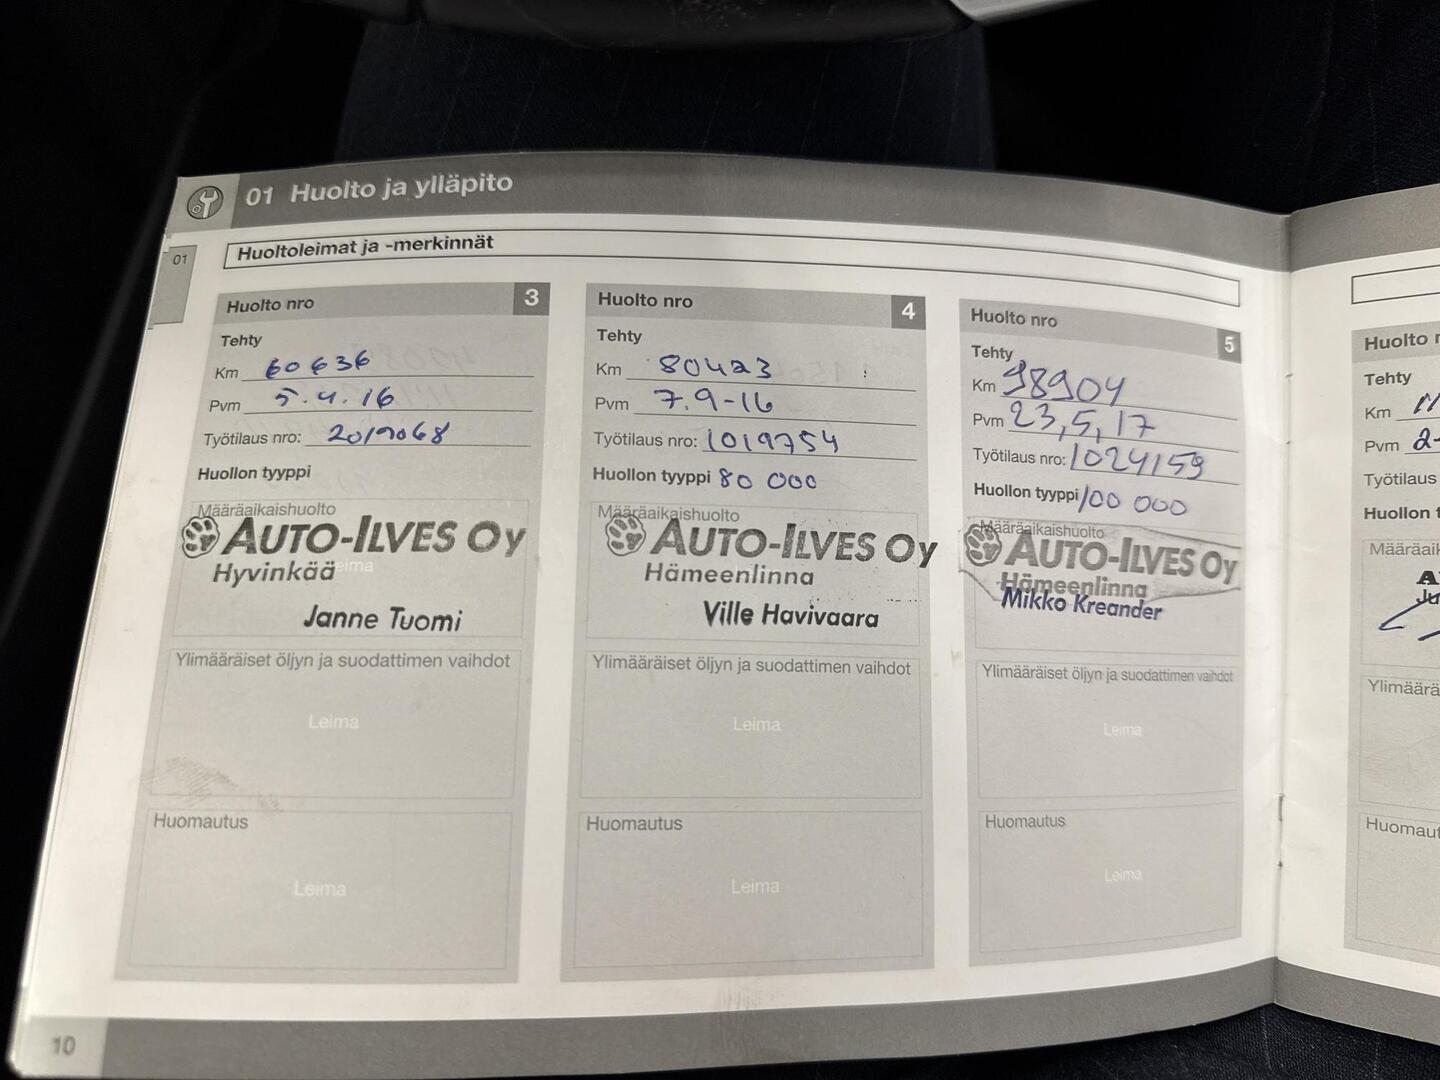 01 Huolto ja ylläpito
01
Huoltoleimat ja -merkinnät
Huolto nro 3
Tehty
Km 60636
Pvm 5.4.16
Työtilaus nro: 2019068
Huollon tyyppi
Määräaikaishuolto
AUTO-ILVES Oy
Hyvinkää
Janne Tuomi
Ylimääräiset öljyn ja suodattimen vaihdot
Leima
Huomautus
Leima
Huolto nro 4
Tehty
Km 80423
Pvm 7.9-16
Työtilaus nro: 1019754
Huollon tyyppi 80 000
Määräaikaishuolto
AUTO-ILVES Oy
Hämeenlinna
Ville Havivaara
Ylimääräiset öljyn ja suodattimen vaihdot
Leima
Huomautus
Leima
Huolto nro 5
Tehty
Km 98904
Pvm 23,5,17
Työtilaus nro: 1024159
Huollon tyyppi 100 000
Määräaikaishuolto
AUTO-ILVES Oy
Hämeenlinna
Mikko Kreander
Ylimääräiset öljyn ja suodattimen vaihdot
Leima
Huomautus
Leima
10
Huolto
Tehty
Km
Pvm
Työtilaus
Huollon